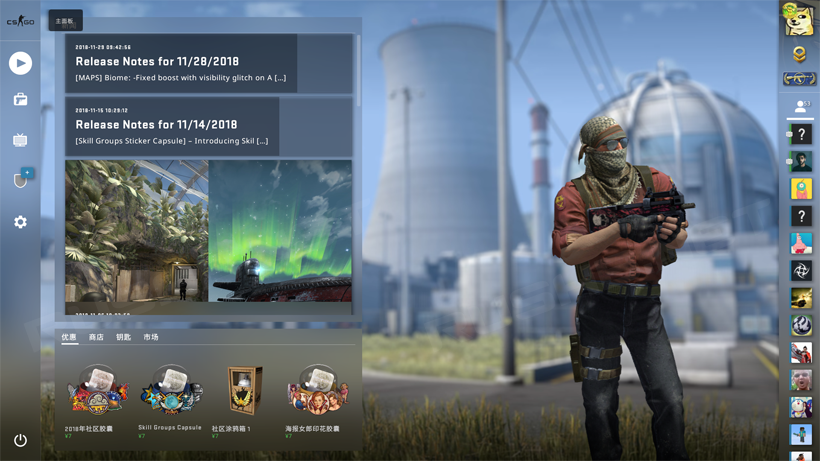 CS GO
主面板
2018-11-29 09:42:56
Release Notes for 11/28/2018
[MAPS] Biome: -Fixed boost with visibility glitch on A [...]
2018-11-15 10:29:12
Release Notes for 11/14/2018
[Skill Groups Sticker Capsule] – Introducing Skil [...]
优惠 商店 钥匙 市场
2018年社区胶囊
¥7
Skill Groups Capsule
¥7
社区涂鸦箱 1
¥7
海报女郎印花胶囊
¥7